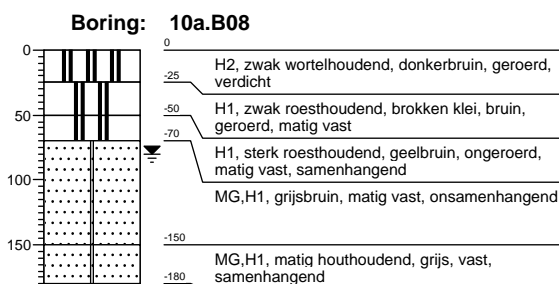 Boring: 10a.B08
0
0
H2, zwak wortelhoudend, donkerbruin, geroerd,
verdicht
-25
H1, zwak roesthoudend, brokken klei, bruin,
geroerd, matig vast
50
-50
H1, sterk roesthoudend, geelbruin, ongeroerd,
matig vast, samenhangend
-70
MG,H1, grijsbruin, matig vast, onsamenhangend
100
150
-150
MG,H1, matig houthoudend, grijs, vast,
samenhangend
-180